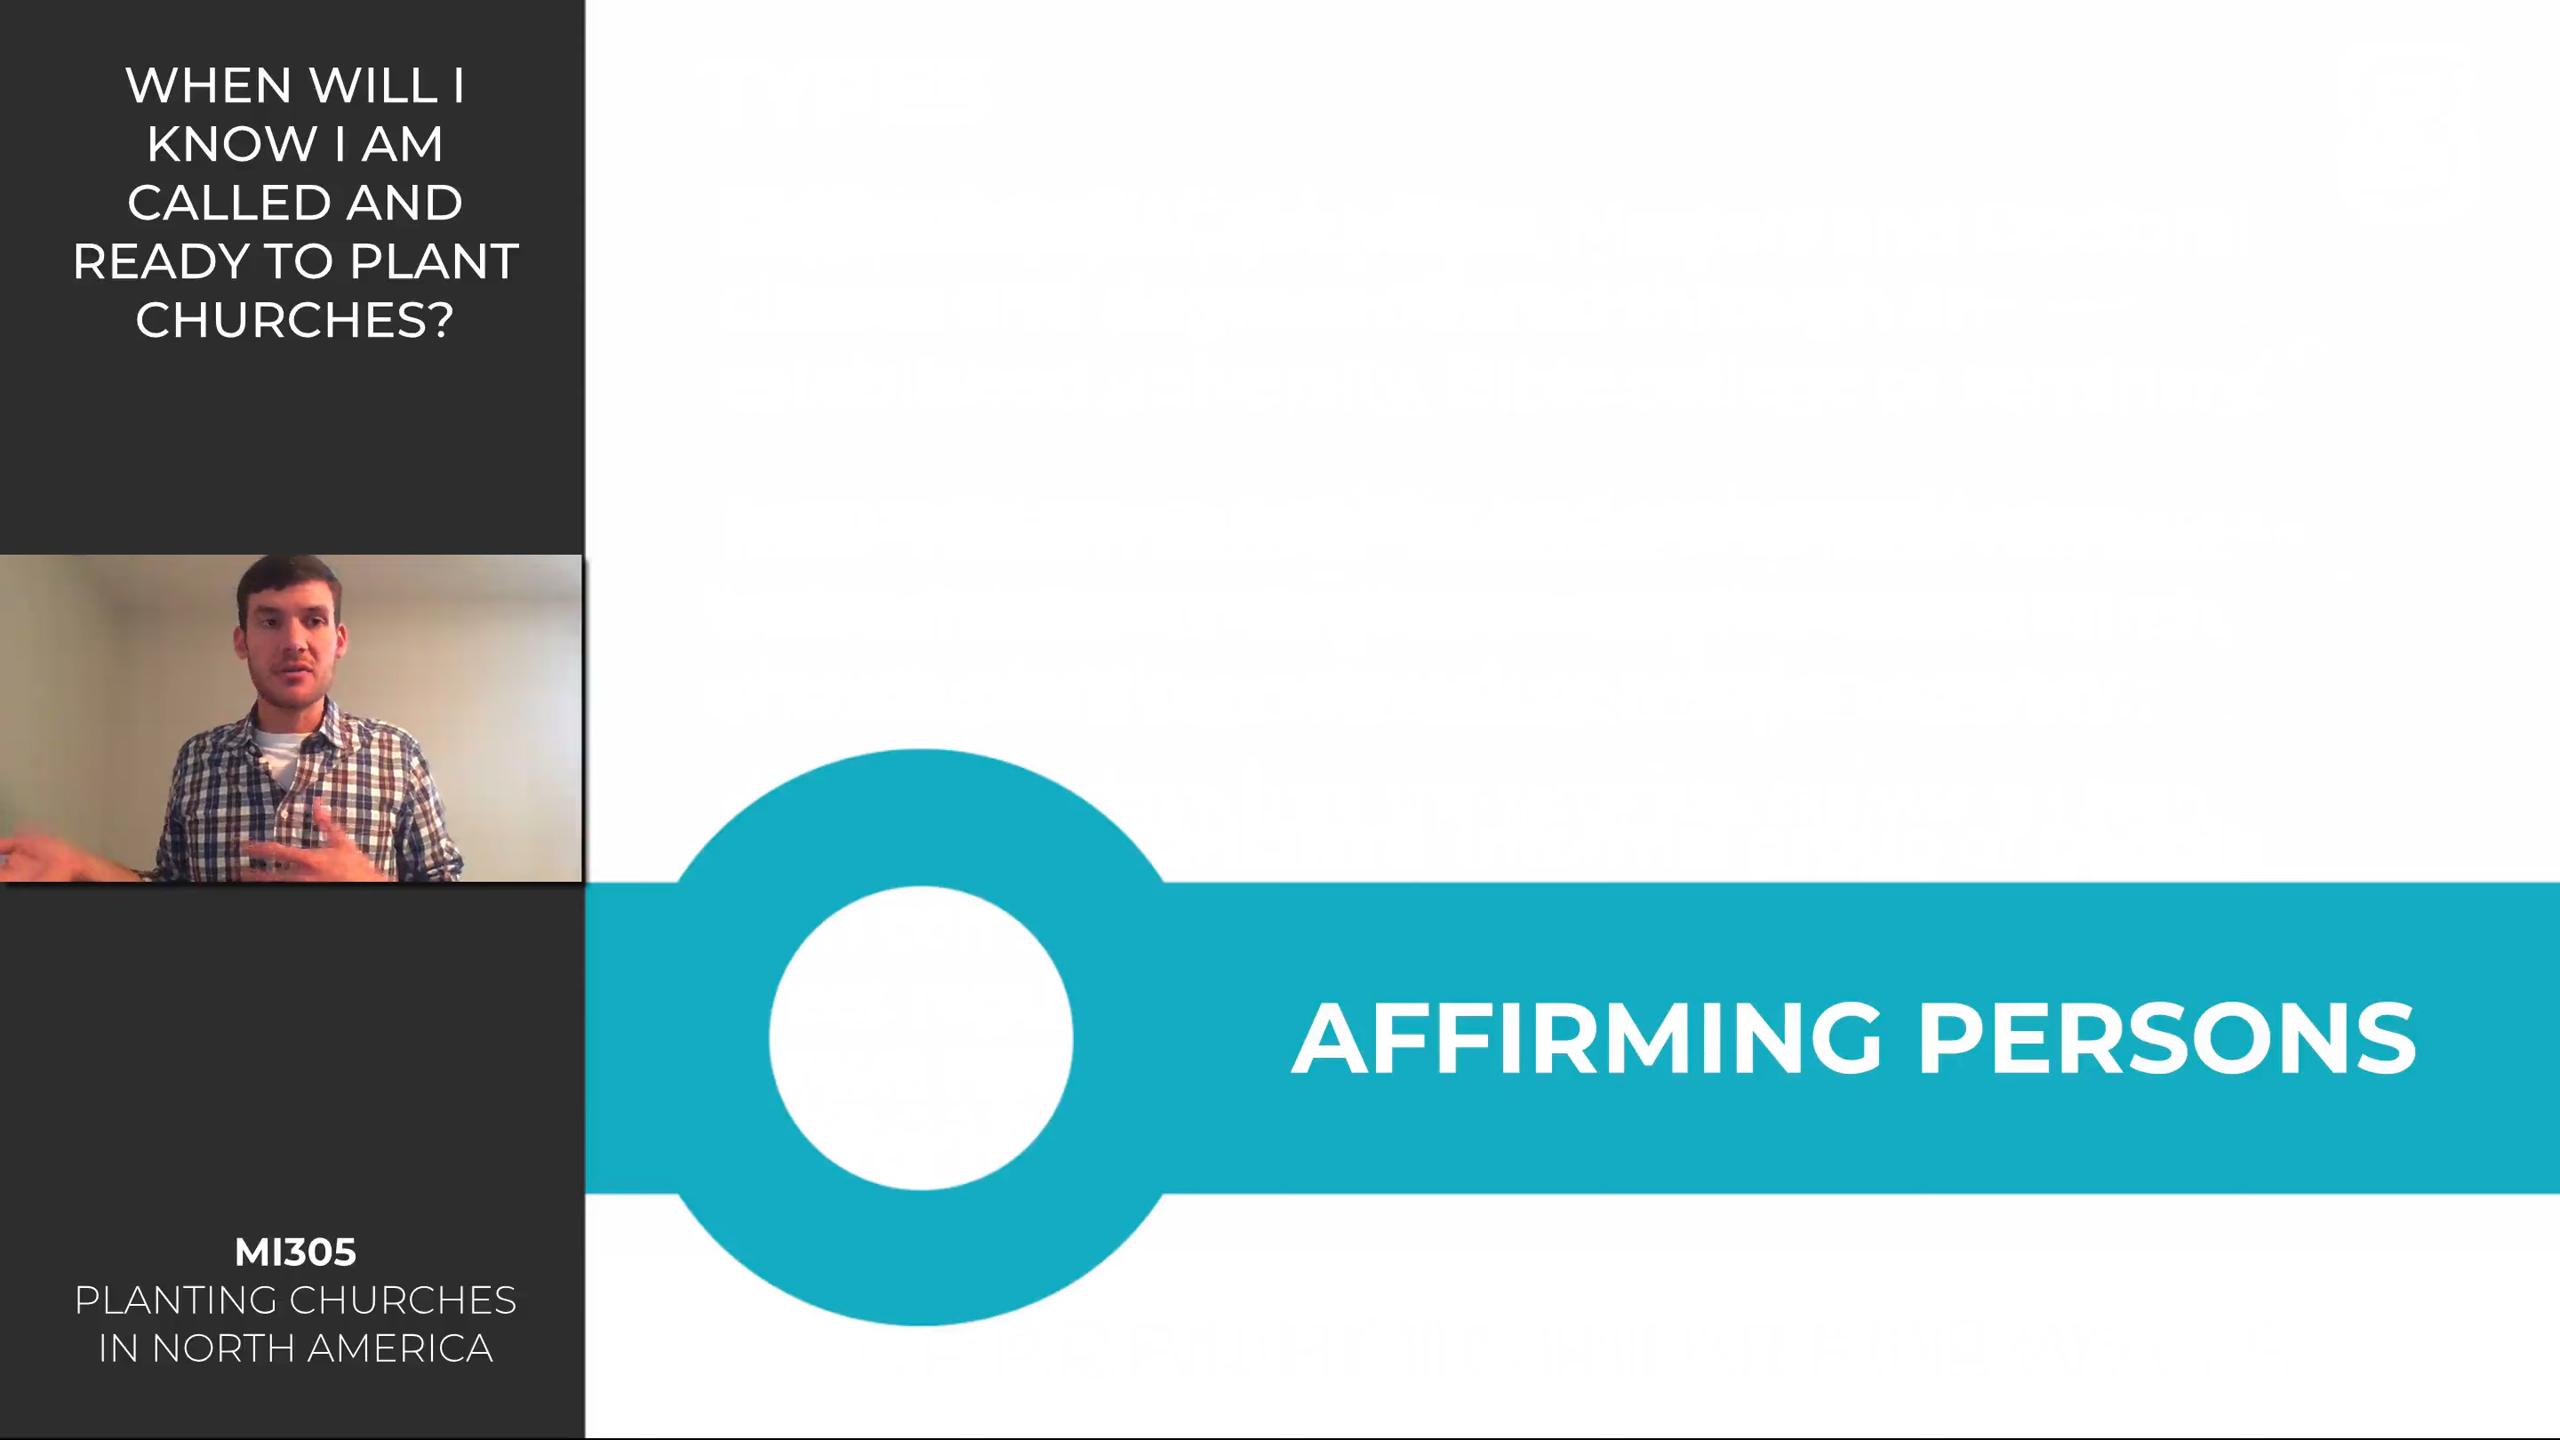 WHEN WILL I
KNOW I AM
CALLED AND
READY TO PLANT
CHURCHES?
AFFIRMING PERSONS
MI305
PLANTING CHURCHES
IN NORTH AMERICA